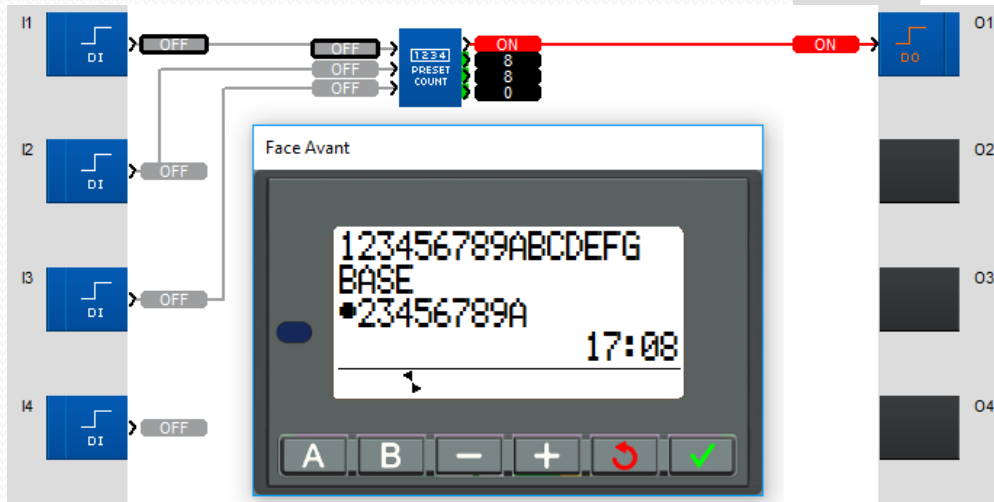 I1
DI
OFF
OFF
OFF
OFF
1234
PRESET
COUNT
ON
8
8
0
ON
DO
O1
I2
DI
OFF
O2
Face Avant
123456789ABCDEFG
BASE
●23456789A
17:08
I3
DI
OFF
O3
I4
DI
OFF
O4
A B − +